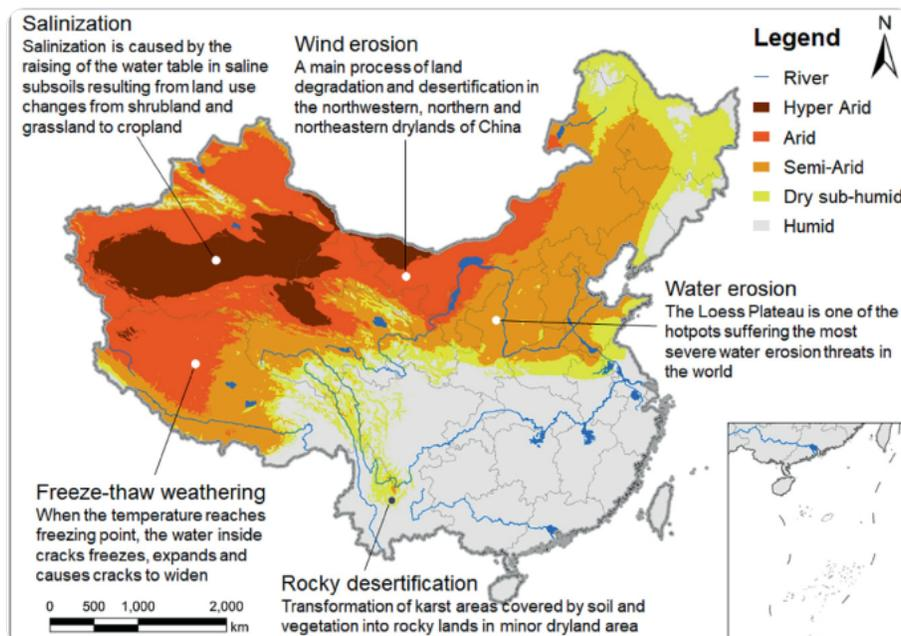 Salinization
Salinization is caused by the
raising of the water table in saline
subsoils resulting from land use
changes from shrubland and
grassland to cropland
Wind erosion
A main process of land
degradation and desertification in
the northwestern, northern and
northeastern drylands of China
N
Legend
River
Hyper Arid
Arid
Semi-Arid
Dry sub-humid
Humid
Water erosion
The Loess Plateau is one of the
hotpots suffering the most
severe water erosion threats in
the world
Freeze-thaw weathering
When the temperature reaches
freezing point, the water inside
cracks freezes, expands and
causes cracks to widen
Rocky desertification
Transformation of karst areas covered by soil and
vegetation into rocky lands in minor dryland area
0 500 1,000 2,000
km